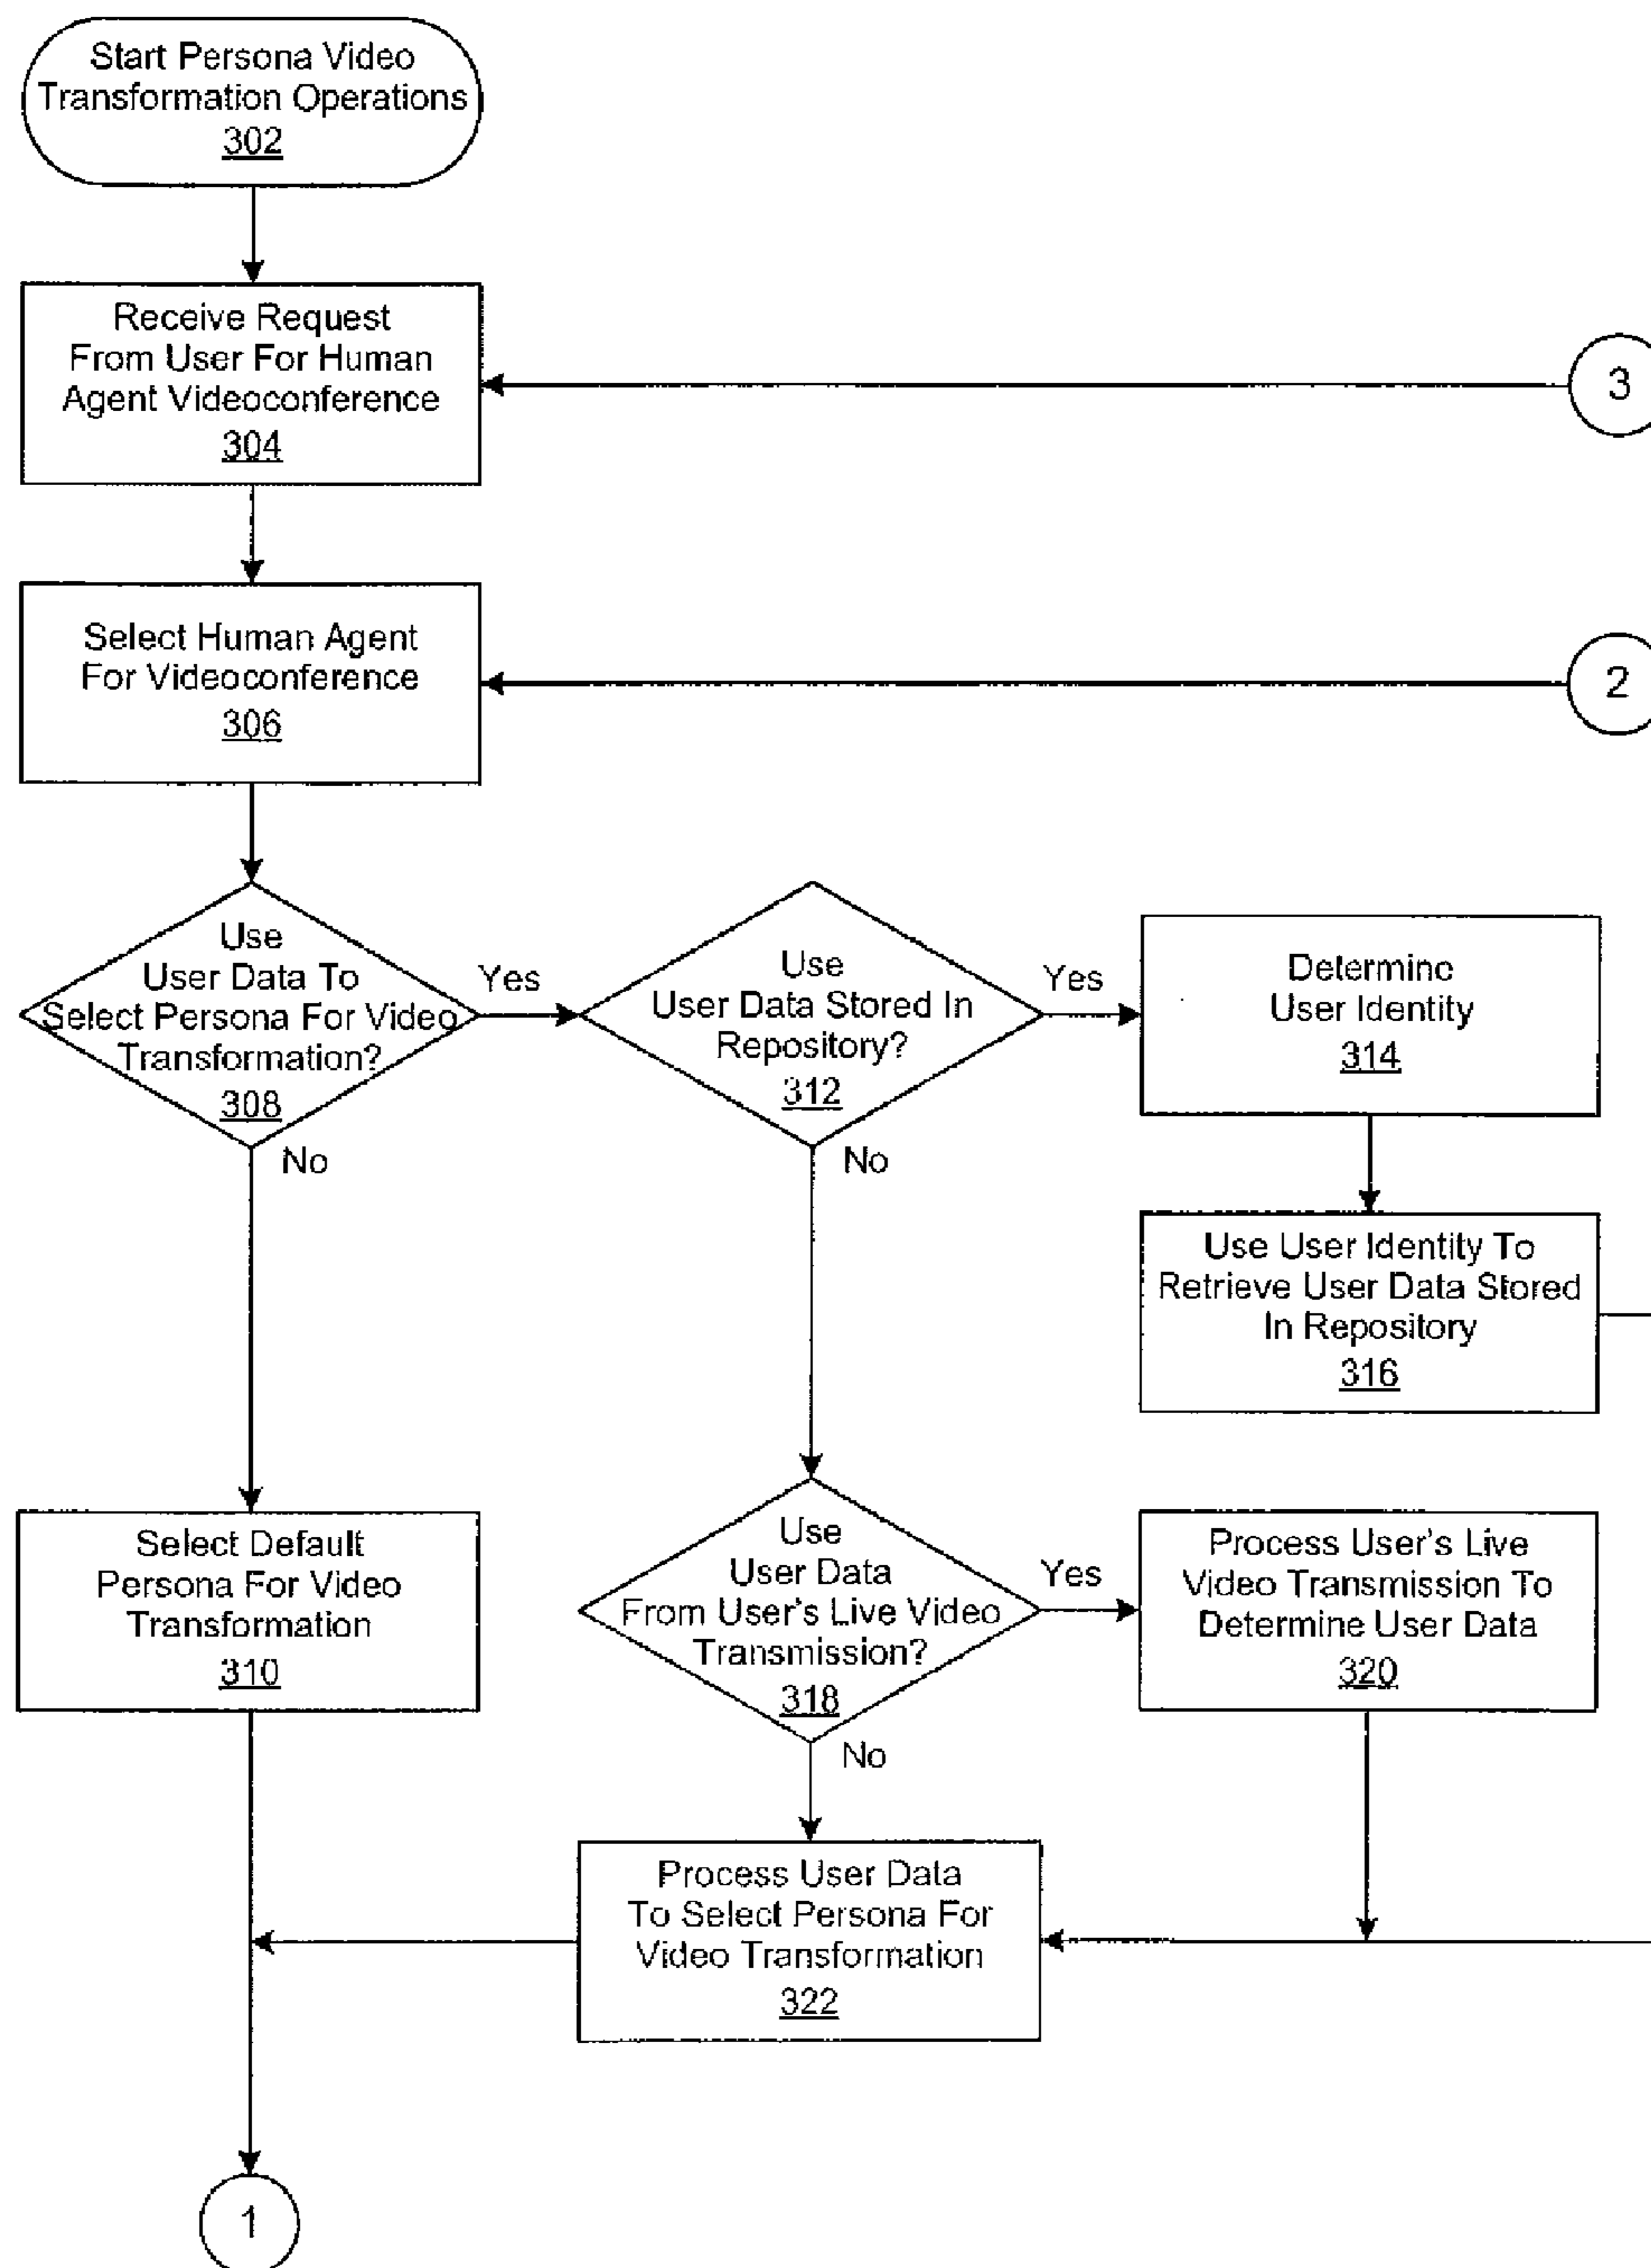 Start Persona Video
Transformation Operations
302
Receive Request
From User For Human
Agent Videoconference
304
3
Select Human Agent
For Videoconference
306
2
Use
User Data To
Select Persona For Video
Transformation?
308
Yes
No
Use
User Data Stored In
Repository?
312
Yes
No
Determine
User Identity
314
Use User Identity To
Retrieve User Data Stored
In Repository
316
Select Default
Persona For Video
Transformation
310
Use
User Data
From User's Live Video
Transmission?
318
Yes
No
Process User's Live
Video Transmission To
Determine User Data
320
Process User Data
To Select Persona For
Video Transformation
322
1